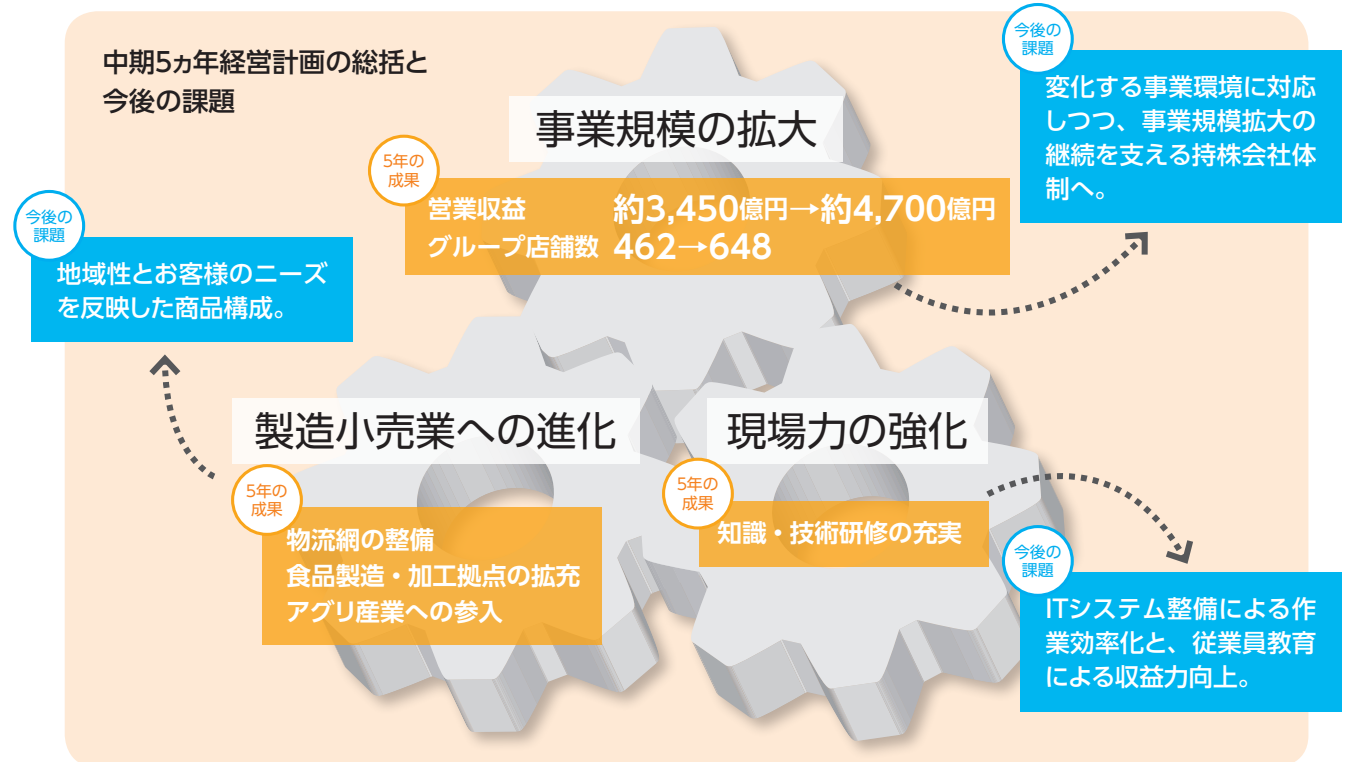 中期5ヵ年経営計画の総括と
今後の課題
事業規模の拡大
5年の
成果
営業収益 約3,450億円→約4,700億円
グループ店舗数 462→648
今後の
課題
変化する事業環境に対応
しつつ、事業規模拡大の
継続を支える持株会社体
制へ。
今後の
課題
地域性とお客様のニーズ
を反映した商品構成。
製造小売業への進化
5年の
成果
物流網の整備
食品製造・加工拠点の拡充
アグリ産業への参入
現場力の強化
5年の
成果
知識・技術研修の充実
今後の
課題
ITシステム整備による作
業効率化と、従業員教育
による収益力向上。